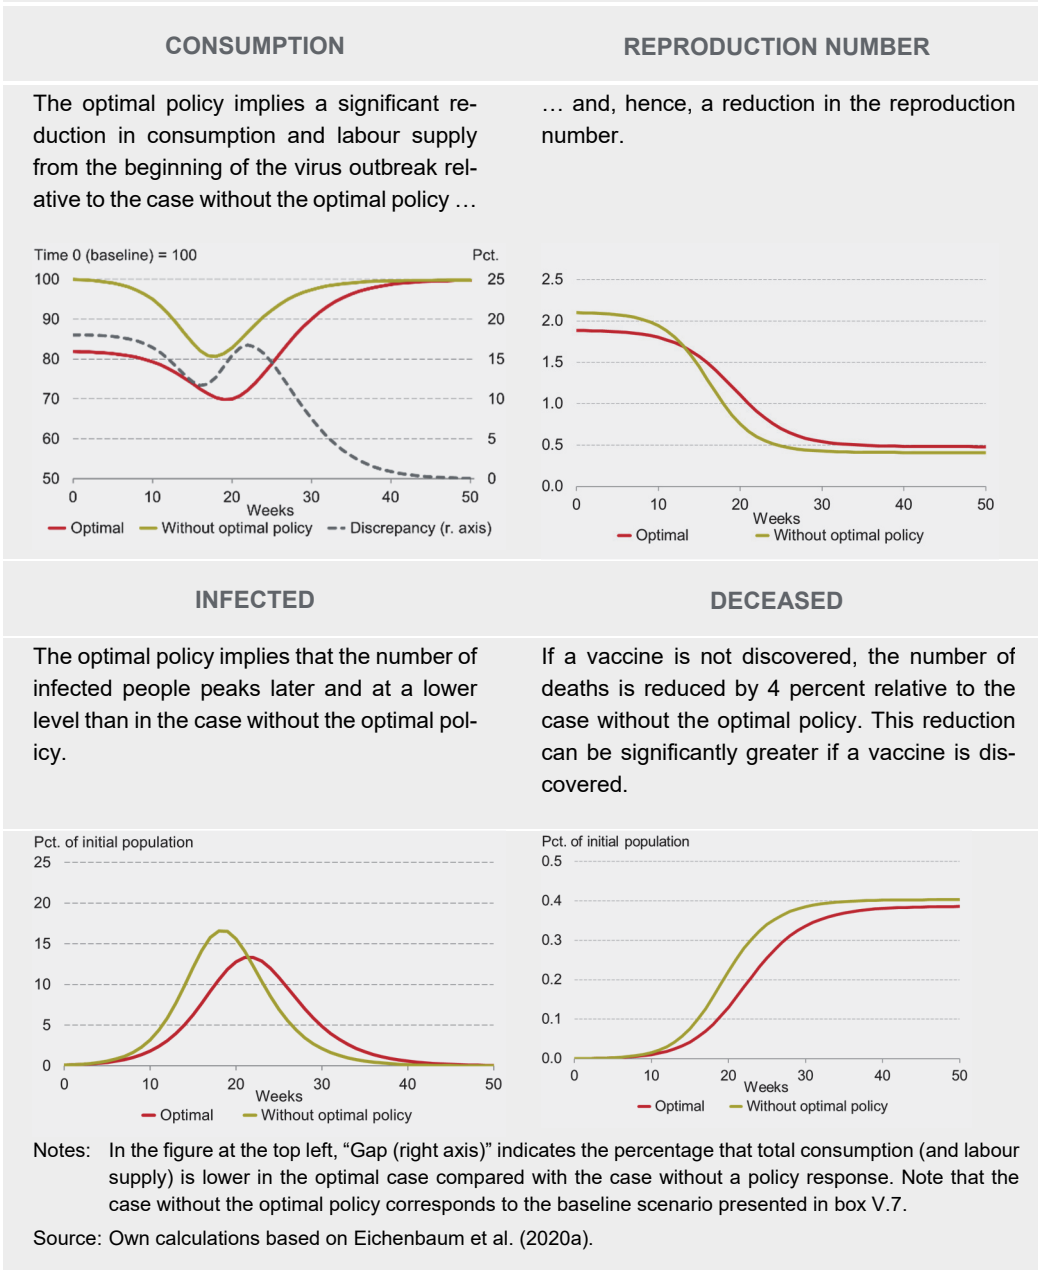 CONSUMPTION
REPRODUCTION NUMBER
The optimal policy implies a significant re-
duction in consumption and labour supply
from the beginning of the virus outbreak rel-
ative to the case without the optimal policy …
… and, hence, a reduction in the reproduction
number.
Time 0 (baseline) = 100
Pct.
100
90
80
70
60
50
25
20
15
10
5
0
0 10 20 30 40 50
Weeks
Optimal Without optimal policy Discrepancy (r. axis)
2.5
2.0
1.5
1.0
0.5
0.0
0 10 20 30 40 50
Weeks
Optimal Without optimal policy
INFECTED
DECEASED
The optimal policy implies that the number of
infected people peaks later and at a lower
level than in the case without the optimal pol-
icy.
If a vaccine is not discovered, the number of
deaths is reduced by 4 percent relative to the
case without the optimal policy. This reduction
can be significantly greater if a vaccine is dis-
covered.
Pct. of initial population
25
20
15
10
5
0
0 10 20 30 40 50
Weeks
Optimal Without optimal policy
Pct. of initial population
0.5
0.4
0.3
0.2
0.1
0.0
0 10 20 30 40 50
Weeks
Optimal Without optimal policy
Notes: In the figure at the top left, “Gap (right axis)” indicates the percentage that total consumption (and labour
supply) is lower in the optimal case compared with the case without a policy response. Note that the
case without the optimal policy corresponds to the baseline scenario presented in box V.7.
Source: Own calculations based on Eichenbaum et al. (2020a).